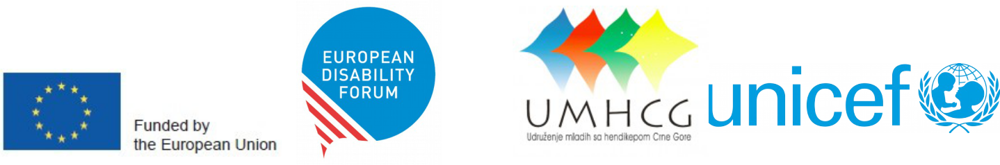 Funded by
the European Union
EUROPEAN
DISABILITY
FORUM
UMHCG
Udruženje mladih sa hendikepom Crne Gore
unicef